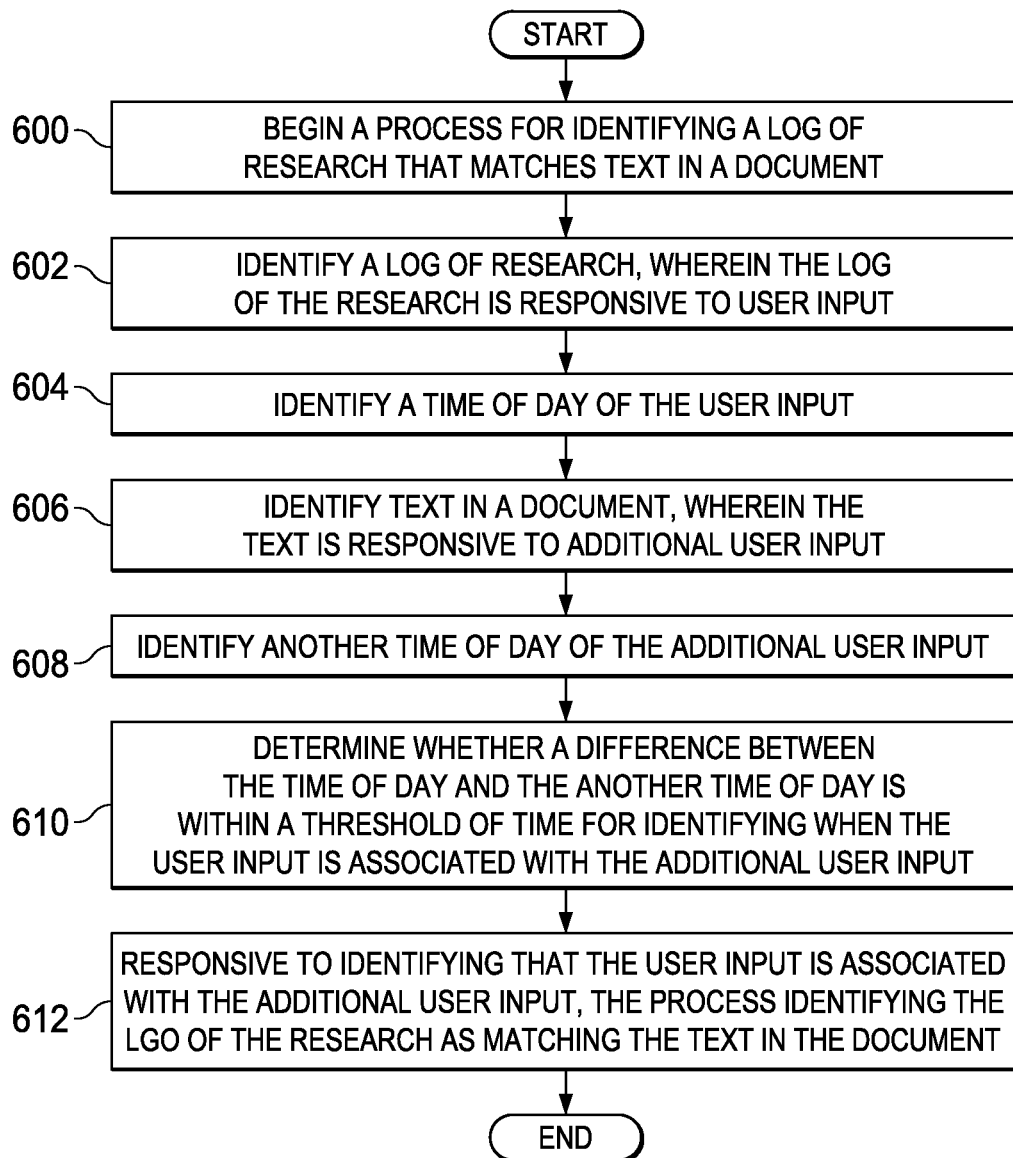 START
600
BEGIN A PROCESS FOR IDENTIFYING A LOG OF
RESEARCH THAT MATCHES TEXT IN A DOCUMENT
602
IDENTIFY A LOG OF RESEARCH, WHEREIN THE LOG
OF THE RESEARCH IS RESPONSIVE TO USER INPUT
604
IDENTIFY A TIME OF DAY OF THE USER INPUT
606
IDENTIFY TEXT IN A DOCUMENT, WHEREIN THE
TEXT IS RESPONSIVE TO ADDITIONAL USER INPUT
608
IDENTIFY ANOTHER TIME OF DAY OF THE ADDITIONAL USER INPUT
610
DETERMINE WHETHER A DIFFERENCE BETWEEN
THE TIME OF DAY AND THE ANOTHER TIME OF DAY IS
WITHIN A THRESHOLD OF TIME FOR IDENTIFYING WHEN THE
USER INPUT IS ASSOCIATED WITH THE ADDITIONAL USER INPUT
612
RESPONSIVE TO IDENTIFYING THAT THE USER INPUT IS ASSOCIATED
WITH THE ADDITIONAL USER INPUT, THE PROCESS IDENTIFYING THE
LGO OF THE RESEARCH AS MATCHING THE TEXT IN THE DOCUMENT
END